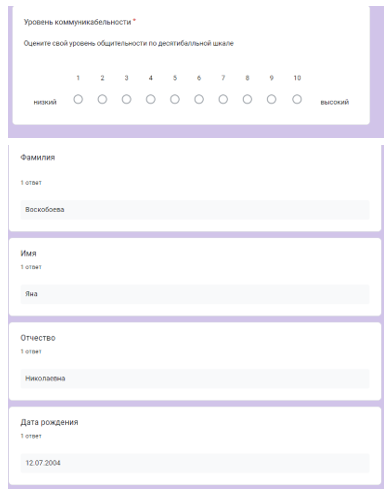 Уровень коммуникабельности *
Оцените свой уровень общительности по десятибалльной шкале
1 2 3 4 5 6 7 8 9 10
низкий высокий
Фамилия
1 ответ
Воскобоева
Имя
1 ответ
Яна
Отчество
1 ответ
Николаевна
Дата рождения
1 ответ
12.07.2004